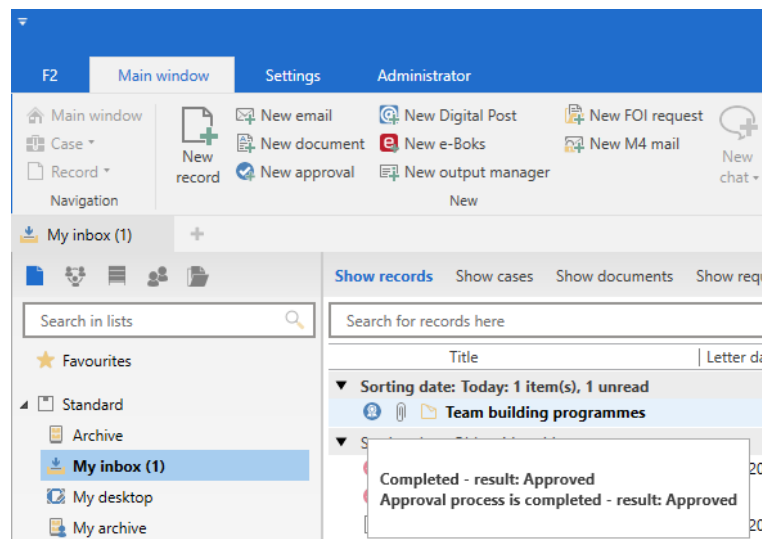 F2
Main window
Settings
Administrator
Main window
Case
Record
Navigation
New record
New email
New document
New approval
New Digital Post
New e-Boks
New output manager
New FOI request
New M4 mail
New
New chat
My inbox (1)
Search in lists
Favourites
Standard
Archive
My inbox (1)
My desktop
My archive
Show records
Show cases
Show documents
Show requ
Search for records here
Title
Letter da
Sorting date: Today: 1 item(s), 1 unread
Team building programmes
Completed - result: Approved
Approval process is completed - result: Approved